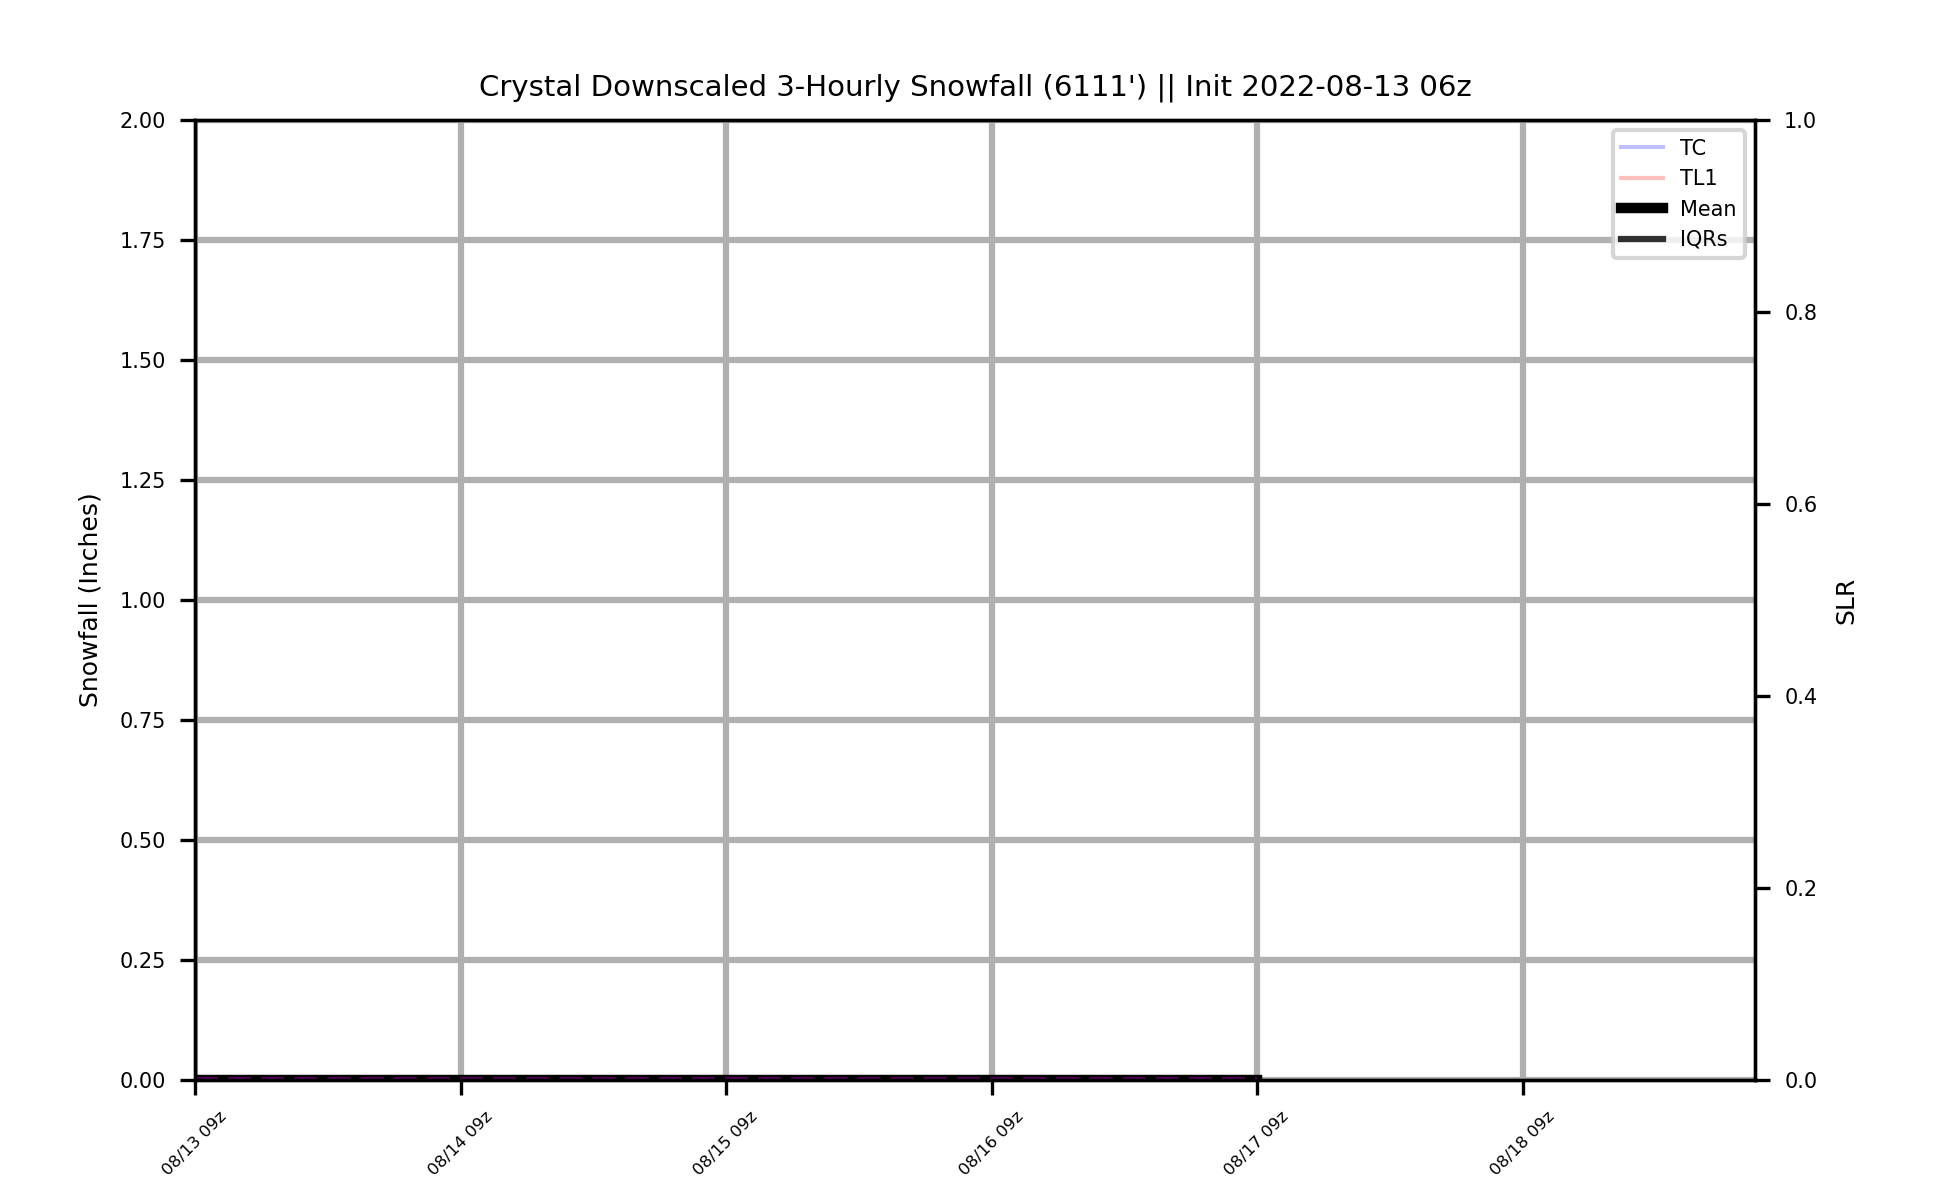 Crystal Downscaled 3-Hourly Snowfall (6111') || Init 2022-08-13 06z
2.00
1.75
1.50
1.25
1.00
0.75
0.50
0.25
0.00
Snowfall (Inches)
TC
TL1
Mean
IQRs
1.0
0.8
0.6
0.4
0.2
0.0
SLR
08/13 09z
08/14 09z
08/15 09z
08/16 09z
08/17 09z
08/18 09z